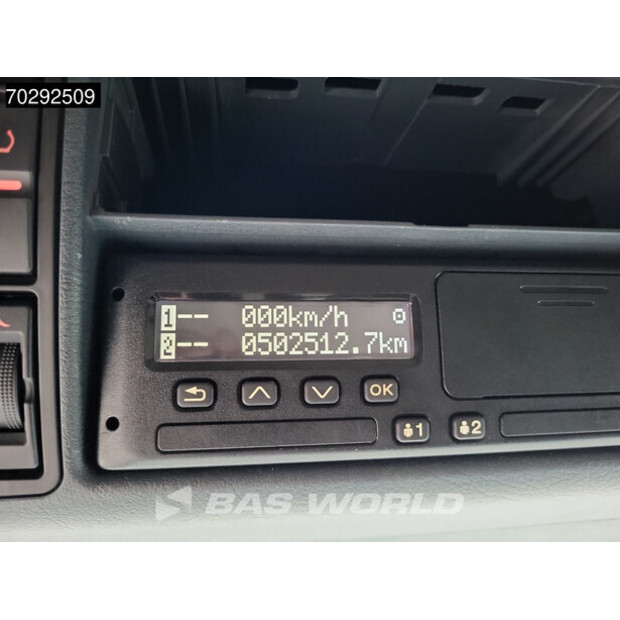 70292509
1-- 000km/h
2-- 0502512.7km
OK
1 2
BAS WORLD